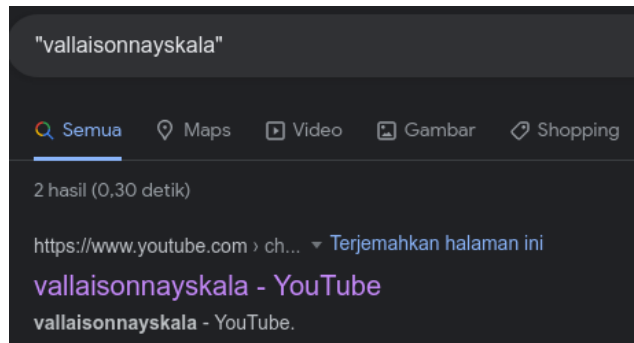 "vallaisonnayskala"
Semua Maps Video Gambar Shopping
2 hasil (0,30 detik)
https://www.youtube.com › ch... Terjemahkan halaman ini
vallaisonnayskala - YouTube
vallaisonnayskala - YouTube.